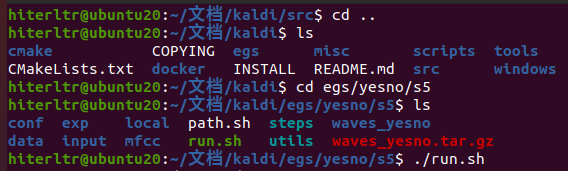 hiterltr@ubuntu20:~/文档/kaldi/src$ cd ..
hiterltr@ubuntu20:~/文档/kaldi$ ls
cmake COPYING egs misc scripts tools
CMakeLists.txt docker INSTALL README.md src windows
hiterltr@ubuntu20:~/文档/kaldi$ cd egs/yesno/s5
hiterltr@ubuntu20:~/文档/kaldi/egs/yesno/s5$ ls
conf exp local path.sh steps waves_yesno
data input mfcc run.sh utils waves_yesno.tar.gz
hiterltr@ubuntu20:~/文档/kaldi/egs/yesno/s5$ ./run.sh